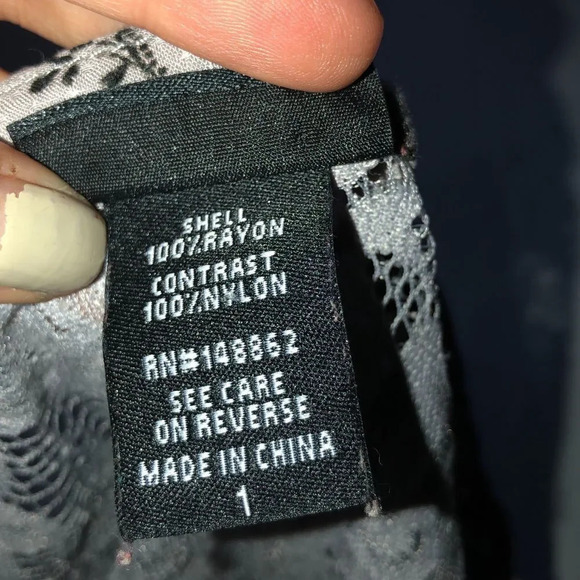 SHELL
100%RAYON
CONTRAST
100%NYLON
RN#148862
SEE CARE
ON REVERSE
MADE IN CHINA
1